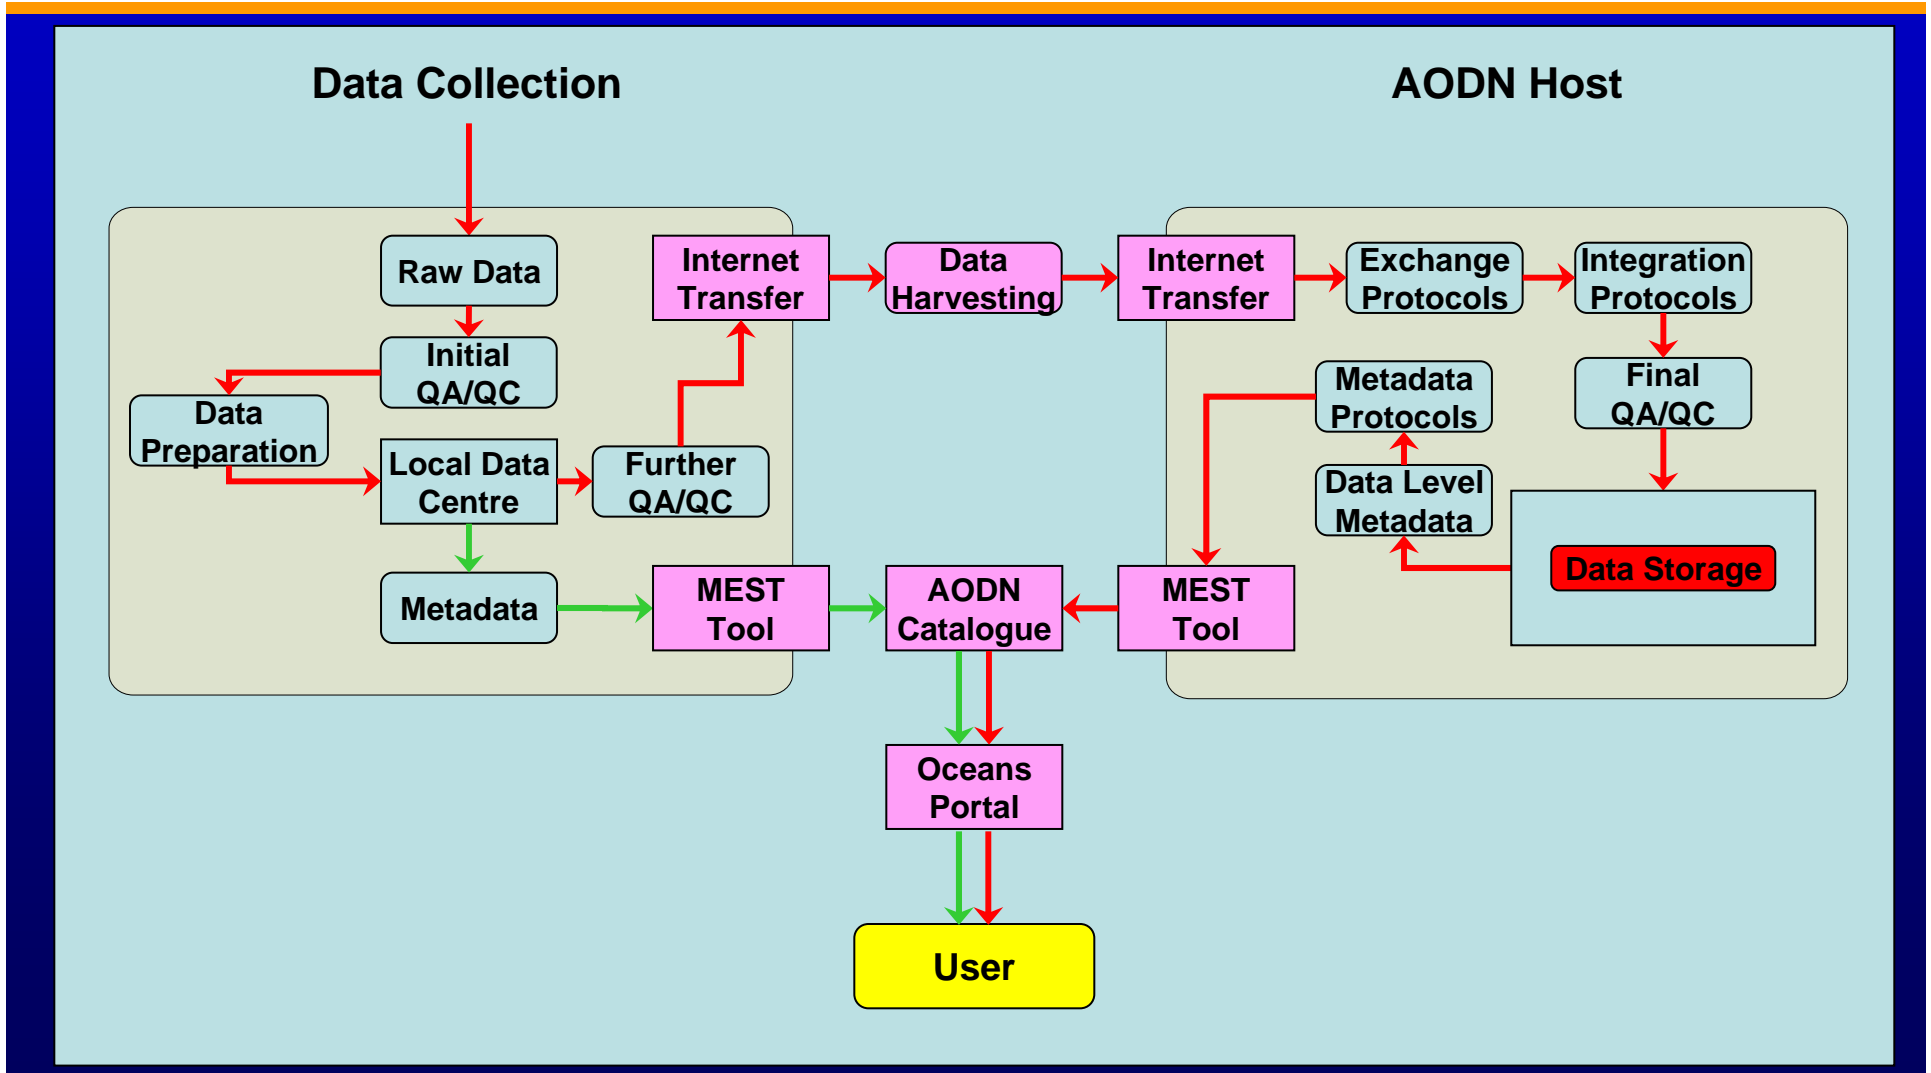 Data Collection
AODN Host
Raw Data
Initial
QA/QC
Data
Preparation
Local Data
Centre
Further
QA/QC
Metadata
Internet
Transfer
Data
Harvesting
Internet
Transfer
Exchange
Protocols
Integration
Protocols
Final
QA/QC
Data Storage
Data Level
Metadata
Metadata
Protocols
MEST
Tool
AODN
Catalogue
MEST
Tool
Oceans
Portal
User